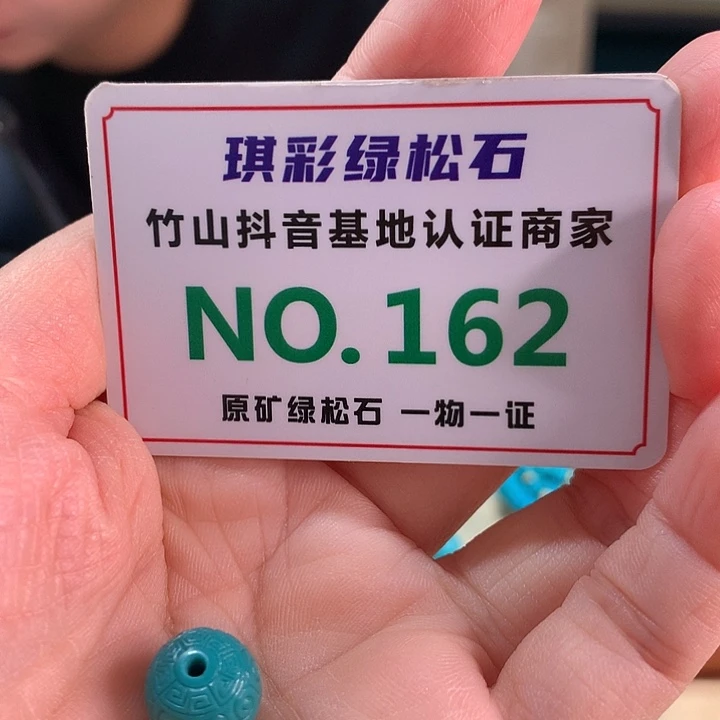 琪彩绿松石
竹山抖音基地认证商家
NO. 162
原矿绿松石 一物一证